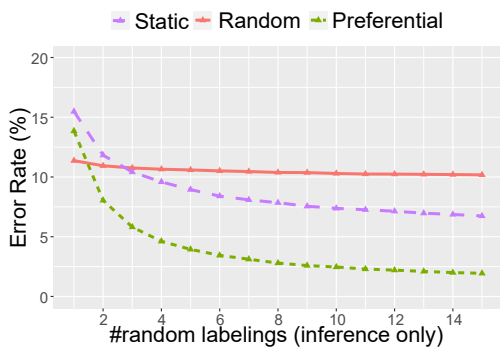 Static Random Preferential
20
15
10
5
0
Error Rate (%)
2 4 6 8 10 12 14
#random labelings (inference only)